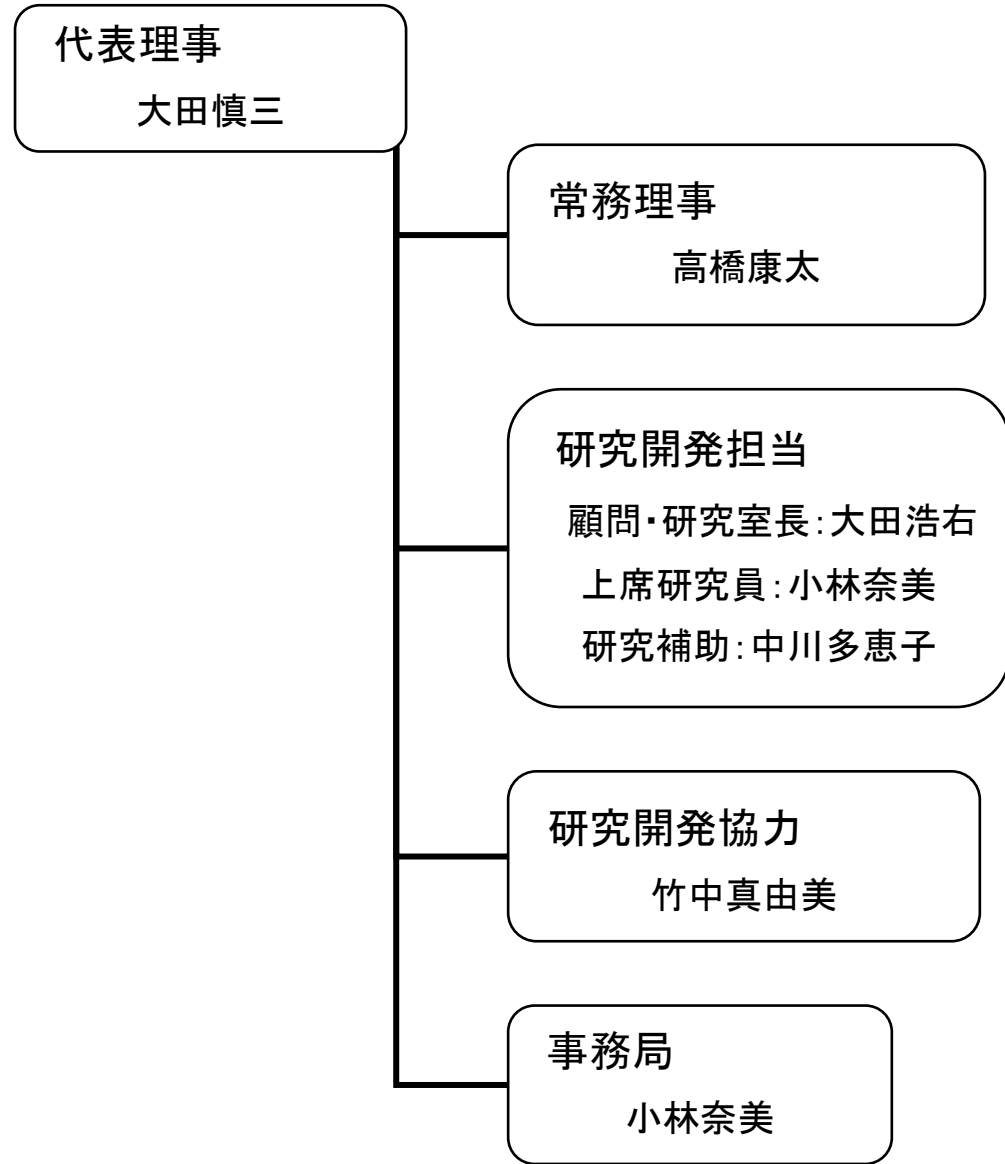 代表理事
大田慎三
常務理事
高橋康太
研究開発担当
顧問・研究室長：大田浩右
上席研究員：小林奈美
研究補助：中川多恵子
研究開発協力
竹中真由美
事務局
小林奈美